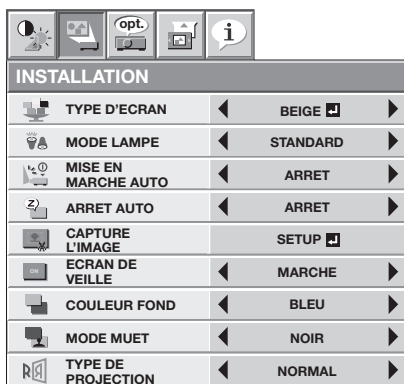 opt.
i
INSTALLATION
TYPE D'ECRAN BEIGE
MODE LAMPE STANDARD
MISE EN
MARCHE AUTO ARRET
ARRET AUTO ARRET
CAPTURE
L'IMAGE SETUP
ON
ECRAN DE
VEILLE MARCHE
COULEUR FOND BLEU
MODE MUET NOIR
TYPE DE
PROJECTION NORMAL